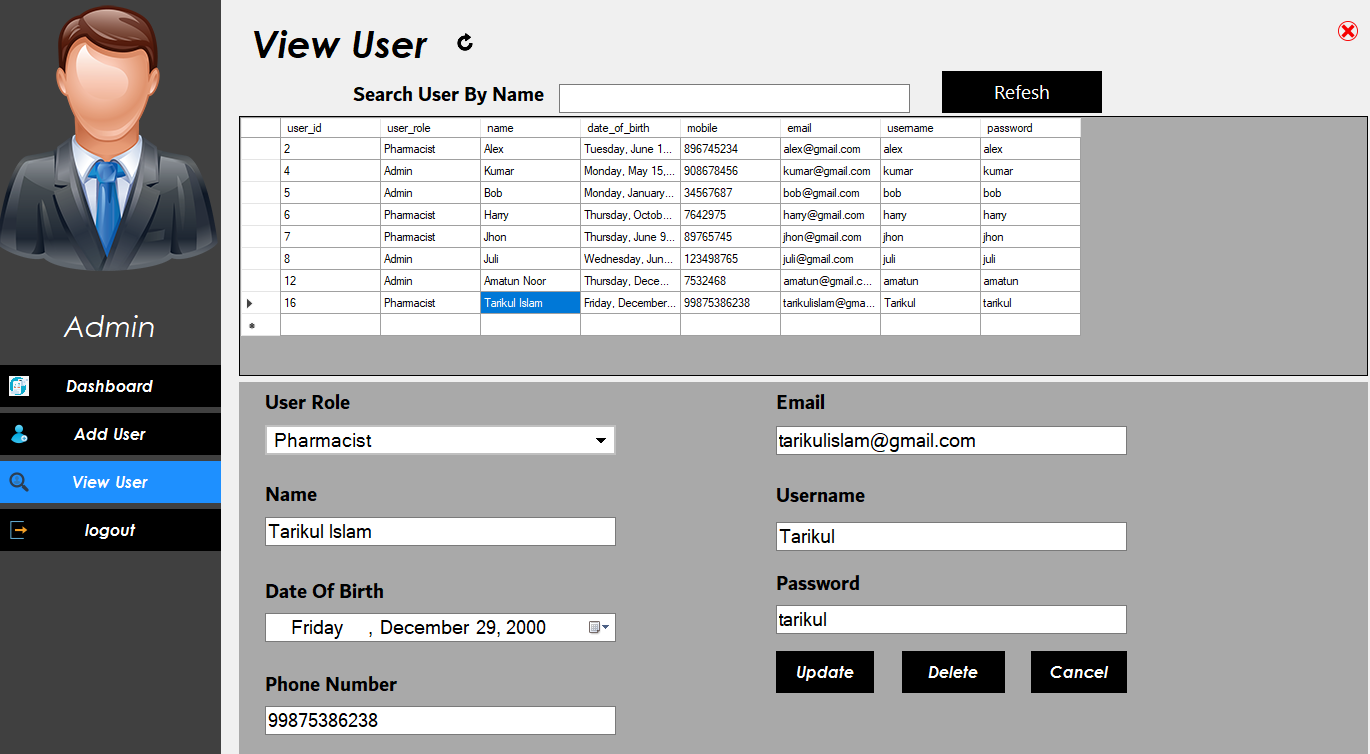 Admin
Dashboard
Add User
View User
logout
View User
Search User By Name
Refesh
user_id user_role name date_of_birth mobile email username password
2 Pharmacist Alex Tuesday, June 1... 896745234 alex@gmail.com alex alex
4 Admin Kumar Monday, May 15,... 908678456 kumar@gmail.com kumar kumar
5 Admin Bob Monday, January... 34567687 bob@gmail.com bob bob
6 Pharmacist Harry Thursday, Octob... 7642975 harry@gmail.com harry harry
7 Pharmacist Jhon Thursday, June 9... 89765745 jhon@gmail.com jhon jhon
8 Admin Juli Wednesday, Jun... 123498765 juli@gmail.com juli juli
12 Admin Amatun Noor Thursday, Dece... 7532468 amatun@gmail.c... amatun amatun
16 Pharmacist Tarikul Islam Friday, December... 99875386238 tarikulislam@gma... Tarikul tarikul
User Role
Pharmacist
Name
Tarikul Islam
Date Of Birth
Friday , December 29, 2000
Phone Number
99875386238
Email
tarikulislam@gmail.com
Username
Tarikul
Password
tarikul
Update Delete Cancel